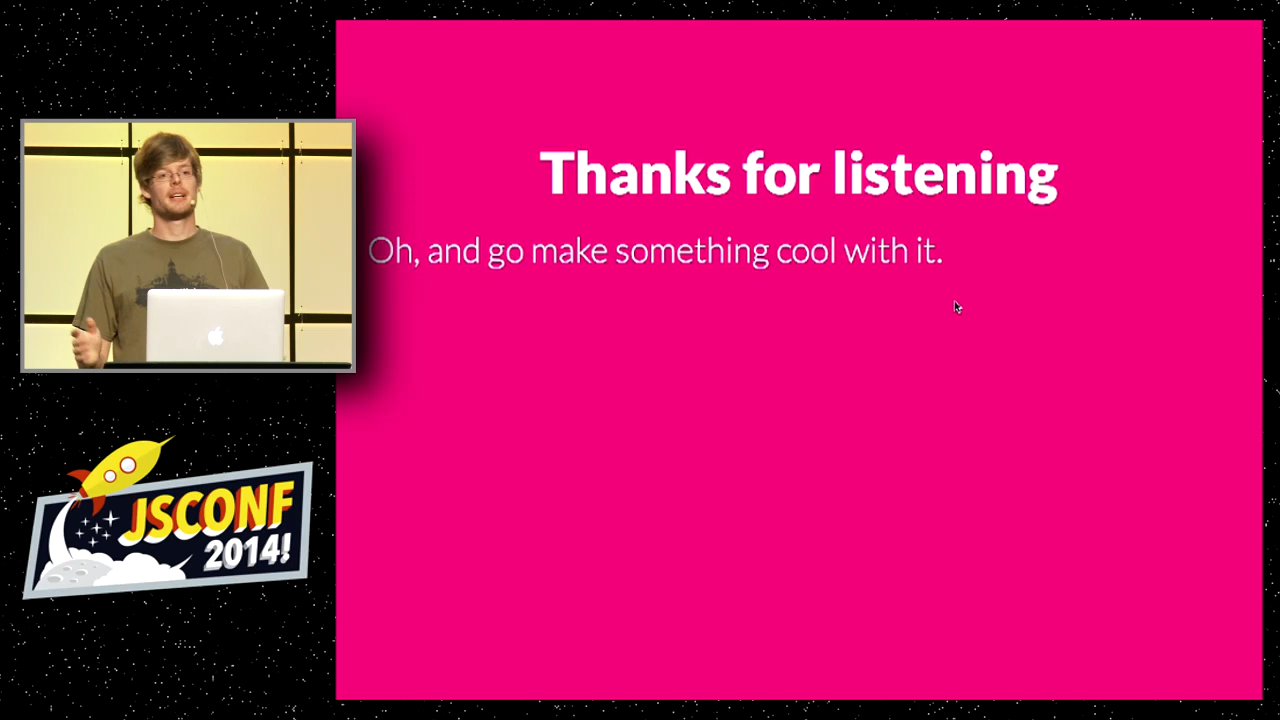 Thanks for listening
Oh, and go make something cool with it.
JSCONF
2014!